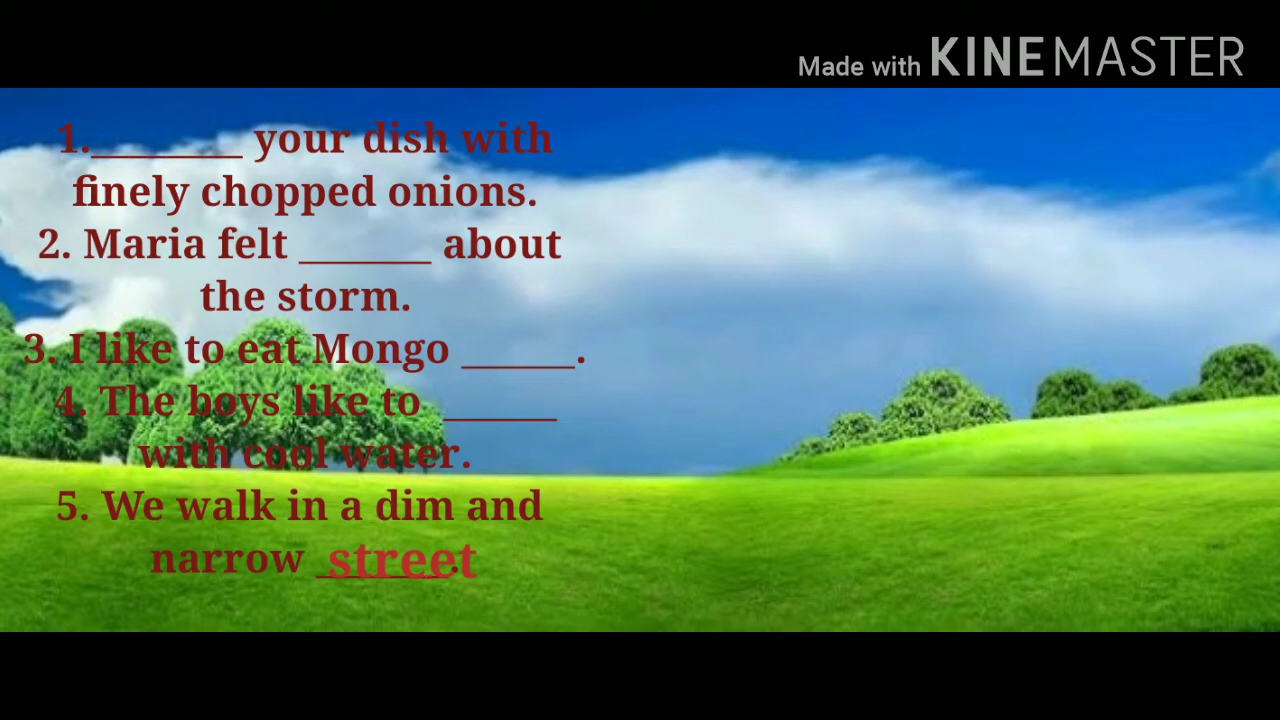 Made with KINEMASTER
1.________ your dish with
finely chopped onions.
2. Maria felt _______ about
the storm.
3. I like to eat Mongo ______.
4. The boys like to ______
with cool water.
5. We walk in a dim and
narrow _______.
street